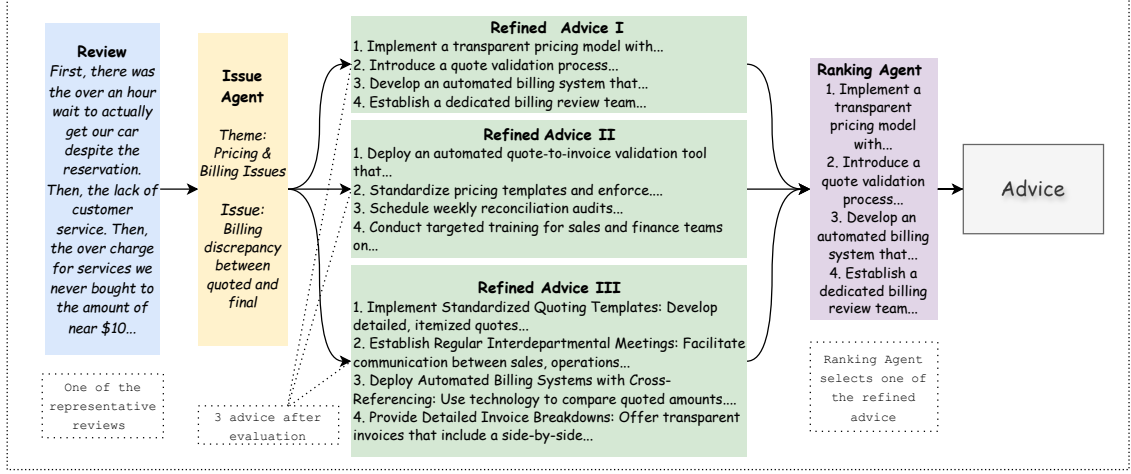 Review
First, there was
the over an hour
wait to actually
get our car
despite the
reservation.
Then, the lack of
customer
service. Then,
the over charge
for services we
never bought to
the amount of
near $10...
One of the
representative
reviews
Issue
Agent
Theme:
Pricing &
Billing Issues
Issue:
Billing
discrepancy
between
quoted and
final
3 advice after
evaluation
Refined Advice I
1. Implement a transparent pricing model with...
2. Introduce a quote validation process...
3. Develop an automated billing system that...
4. Establish a dedicated billing review team...
Refined Advice II
1. Deploy an automated quote-to-invoice validation tool
that...
2. Standardize pricing templates and enforce....
3. Schedule weekly reconciliation audits...
4. Conduct targeted training for sales and finance teams
on...
Refined Advice III
1. Implement Standardized Quoting Templates: Develop
detailed, itemized quotes...
2. Establish Regular Interdepartmental Meetings: Facilitate
communication between sales, operations...
3. Deploy Automated Billing Systems with Cross-
Referencing: Use technology to compare quoted amounts....
4. Provide Detailed Invoice Breakdowns: Offer transparent
invoices that include a side-by-side...
Ranking Agent
1. Implement a
transparent
pricing model
with...
2. Introduce a
quote validation
process...
3. Develop an
automated billing
system that...
4. Establish a
dedicated billing
review team...
Ranking Agent
selects one of
the refined
advice
Advice